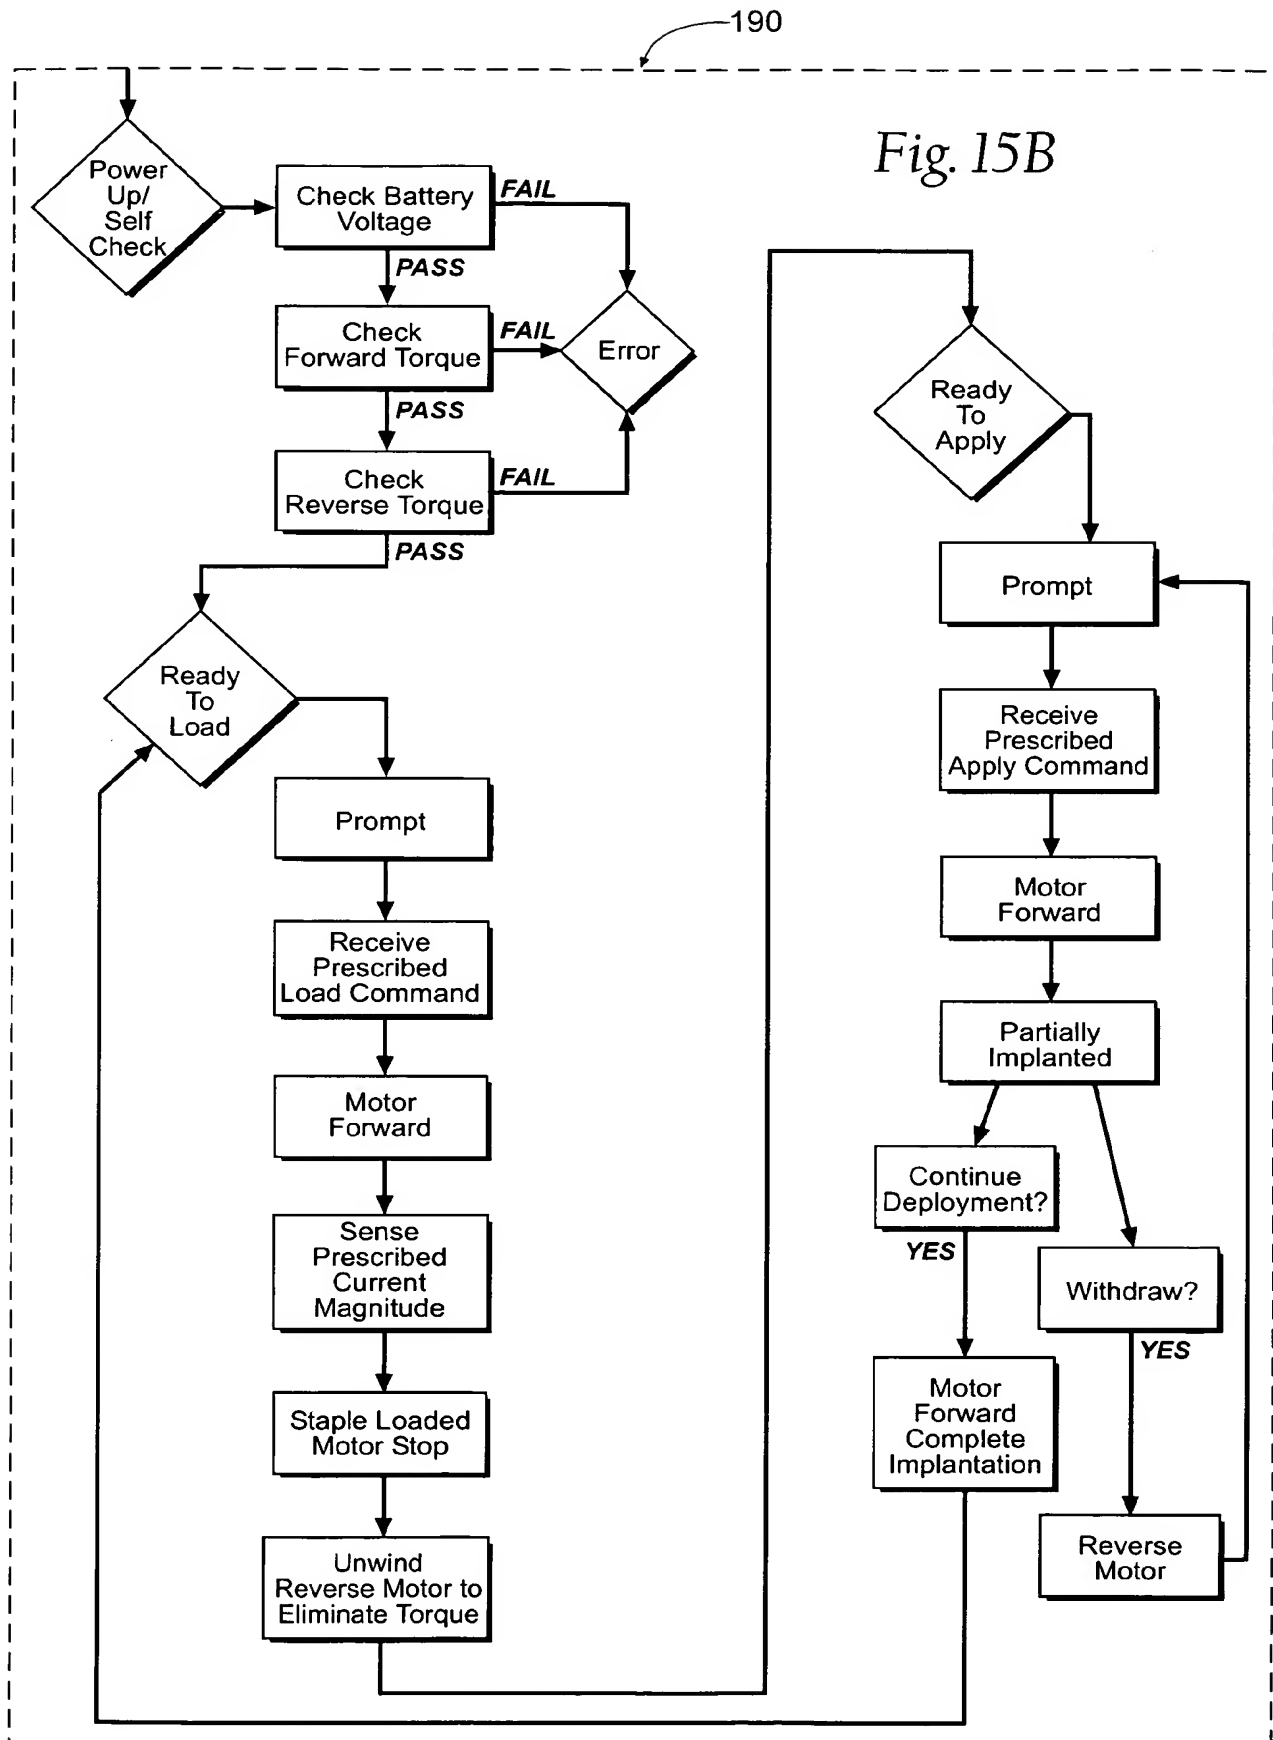 190
Fig. 15B
Power
Up/
Self
Check
Check Battery
Voltage
FAIL
PASS
Check
Forward Torque
FAIL
Error
PASS
Check
Reverse Torque
FAIL
PASS
Ready
To
Load
Prompt
Receive
Prescribed
Load Command
Motor
Forward
Sense
Prescribed
Current
Magnitude
Staple Loaded
Motor Stop
Unwind
Reverse Motor to
Eliminate Torque
Ready
To
Apply
Prompt
Receive
Prescribed
Apply Command
Motor
Forward
Partially
Implanted
Continue
Deployment?
YES
Motor
Forward
Complete
Implantation
Withdraw?
YES
Reverse
Motor